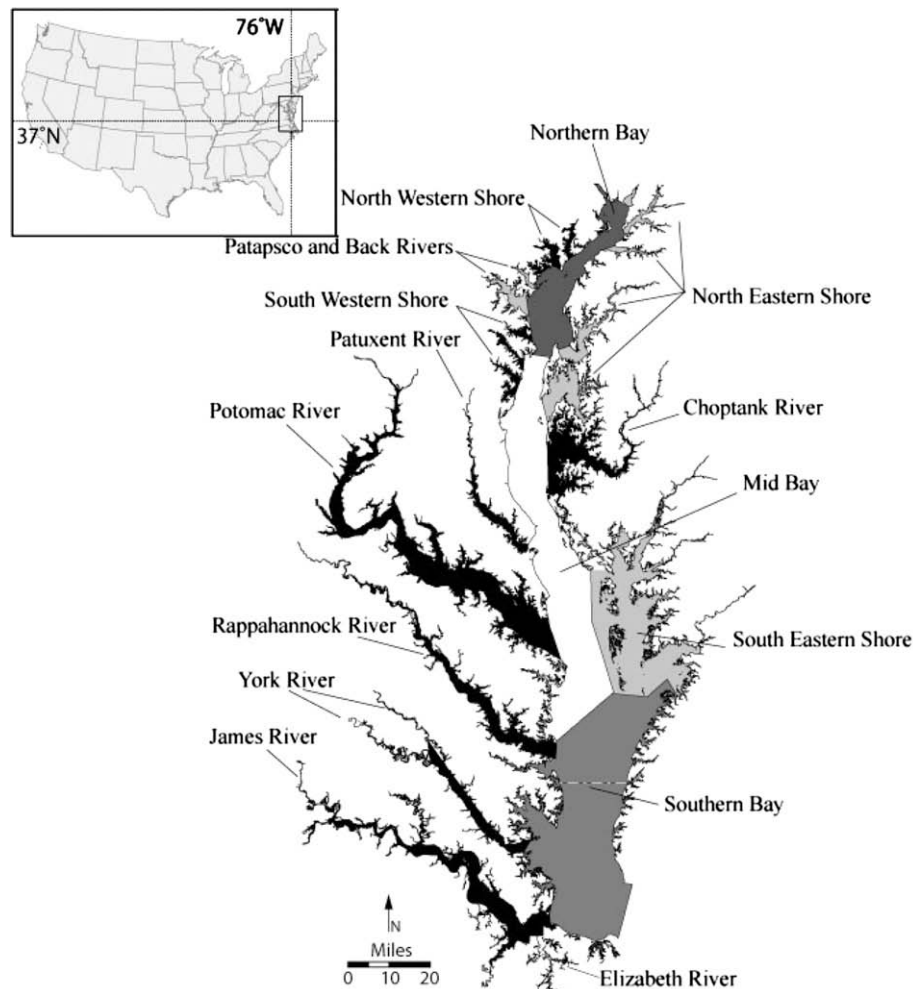 76°W
37°N
Northern Bay
North Western Shore
Patapsco and Back Rivers
South Western Shore
North Eastern Shore
Patuxent River
Potomac River
Choptank River
Mid Bay
Rappahannock River
South Eastern Shore
York River
James River
Southern Bay
N
Miles
0 10 20
Elizabeth River